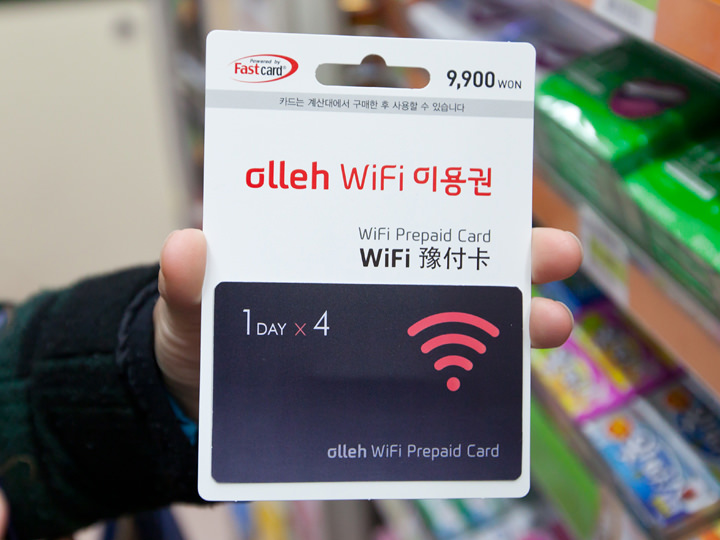 powered by
Fastcard
9,900 WON
카드는 계산대에서 구매한 후 사용할 수 있습니다
olleh WiFi 이용권
WiFi Prepaid Card
WiFi 豫付卡
1 DAY x 4
olleh WiFi Prepaid Card